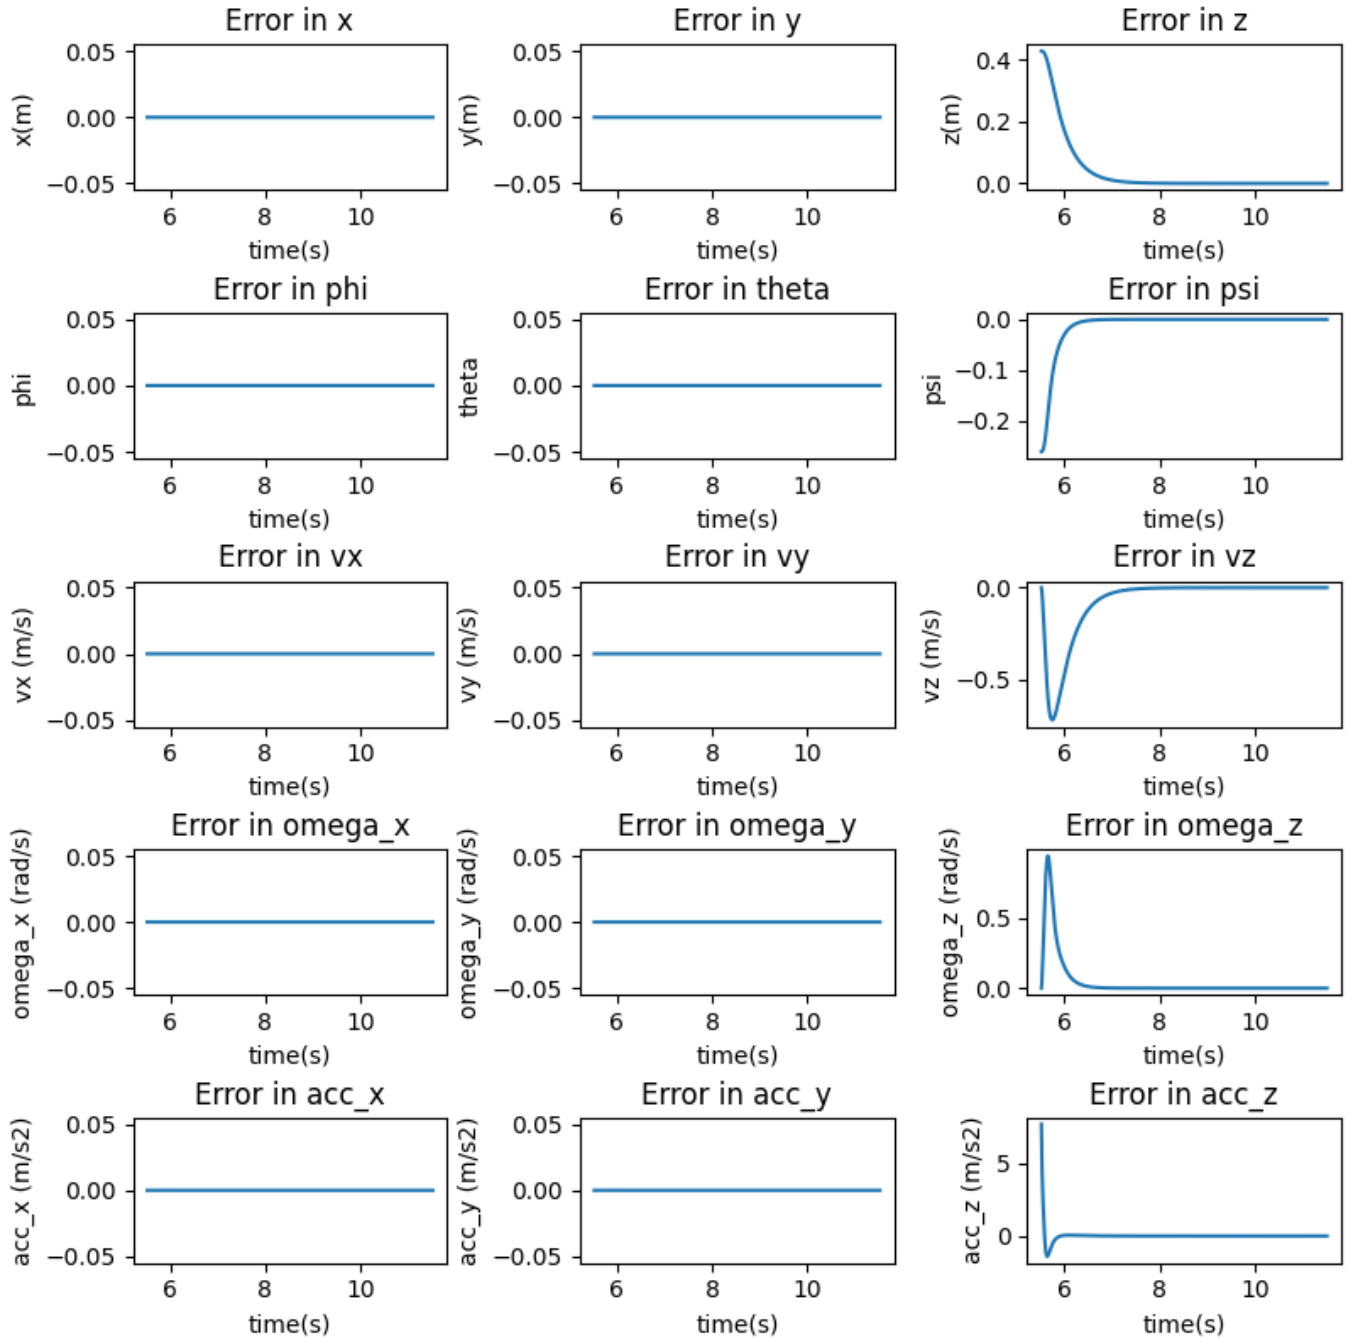 Error in x
x(m)
0.05
0.00
−0.05
6 8 10
time(s)
Error in y
y(m)
0.05
0.00
−0.05
6 8 10
time(s)
Error in z
z(m)
0.4
0.2
0.0
6 8 10
time(s)
Error in phi
phi
0.05
0.00
−0.05
6 8 10
time(s)
Error in theta
theta
0.05
0.00
−0.05
6 8 10
time(s)
Error in psi
psi
0.0
−0.1
−0.2
6 8 10
time(s)
Error in vx
vx (m/s)
0.05
0.00
−0.05
6 8 10
time(s)
Error in vy
vy (m/s)
0.05
0.00
−0.05
6 8 10
time(s)
Error in vz
vz (m/s)
0.0
−0.5
6 8 10
time(s)
Error in omega_x
omega_x (rad/s)
0.05
0.00
−0.05
6 8 10
time(s)
Error in omega_y
omega_y (rad/s)
0.05
0.00
−0.05
6 8 10
time(s)
Error in omega_z
omega_z (rad/s)
0.5
0.0
6 8 10
time(s)
Error in acc_x
acc_x (m/s2)
0.05
0.00
−0.05
6 8 10
time(s)
Error in acc_y
acc_y (m/s2)
0.05
0.00
−0.05
6 8 10
time(s)
Error in acc_z
acc_z (m/s2)
5
0
6 8 10
time(s)